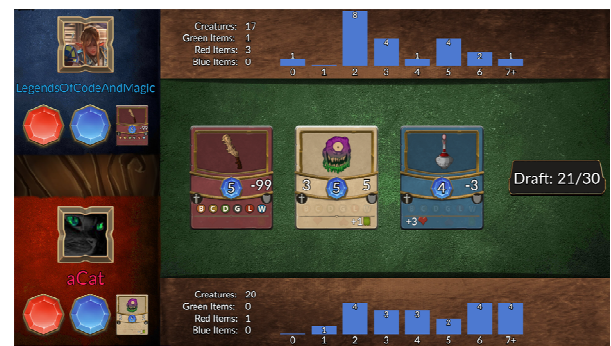 LegendsOfCodeAndMagic
Creatures: 17
Green Items: 1
Red Items: 3
Blue Items: 0
1 1 8 4 1 4 2 1
0 1 2 3 4 5 6 7+
5 -99
B C D G L W
3 5 5
+1
4 -3
+3
Draft: 21/30
aCat
Creatures: 20
Green Items: 0
Red Items: 1
Blue Items: 0
1 4 3 3 2 4 4
0 1 2 3 4 5 6 7+